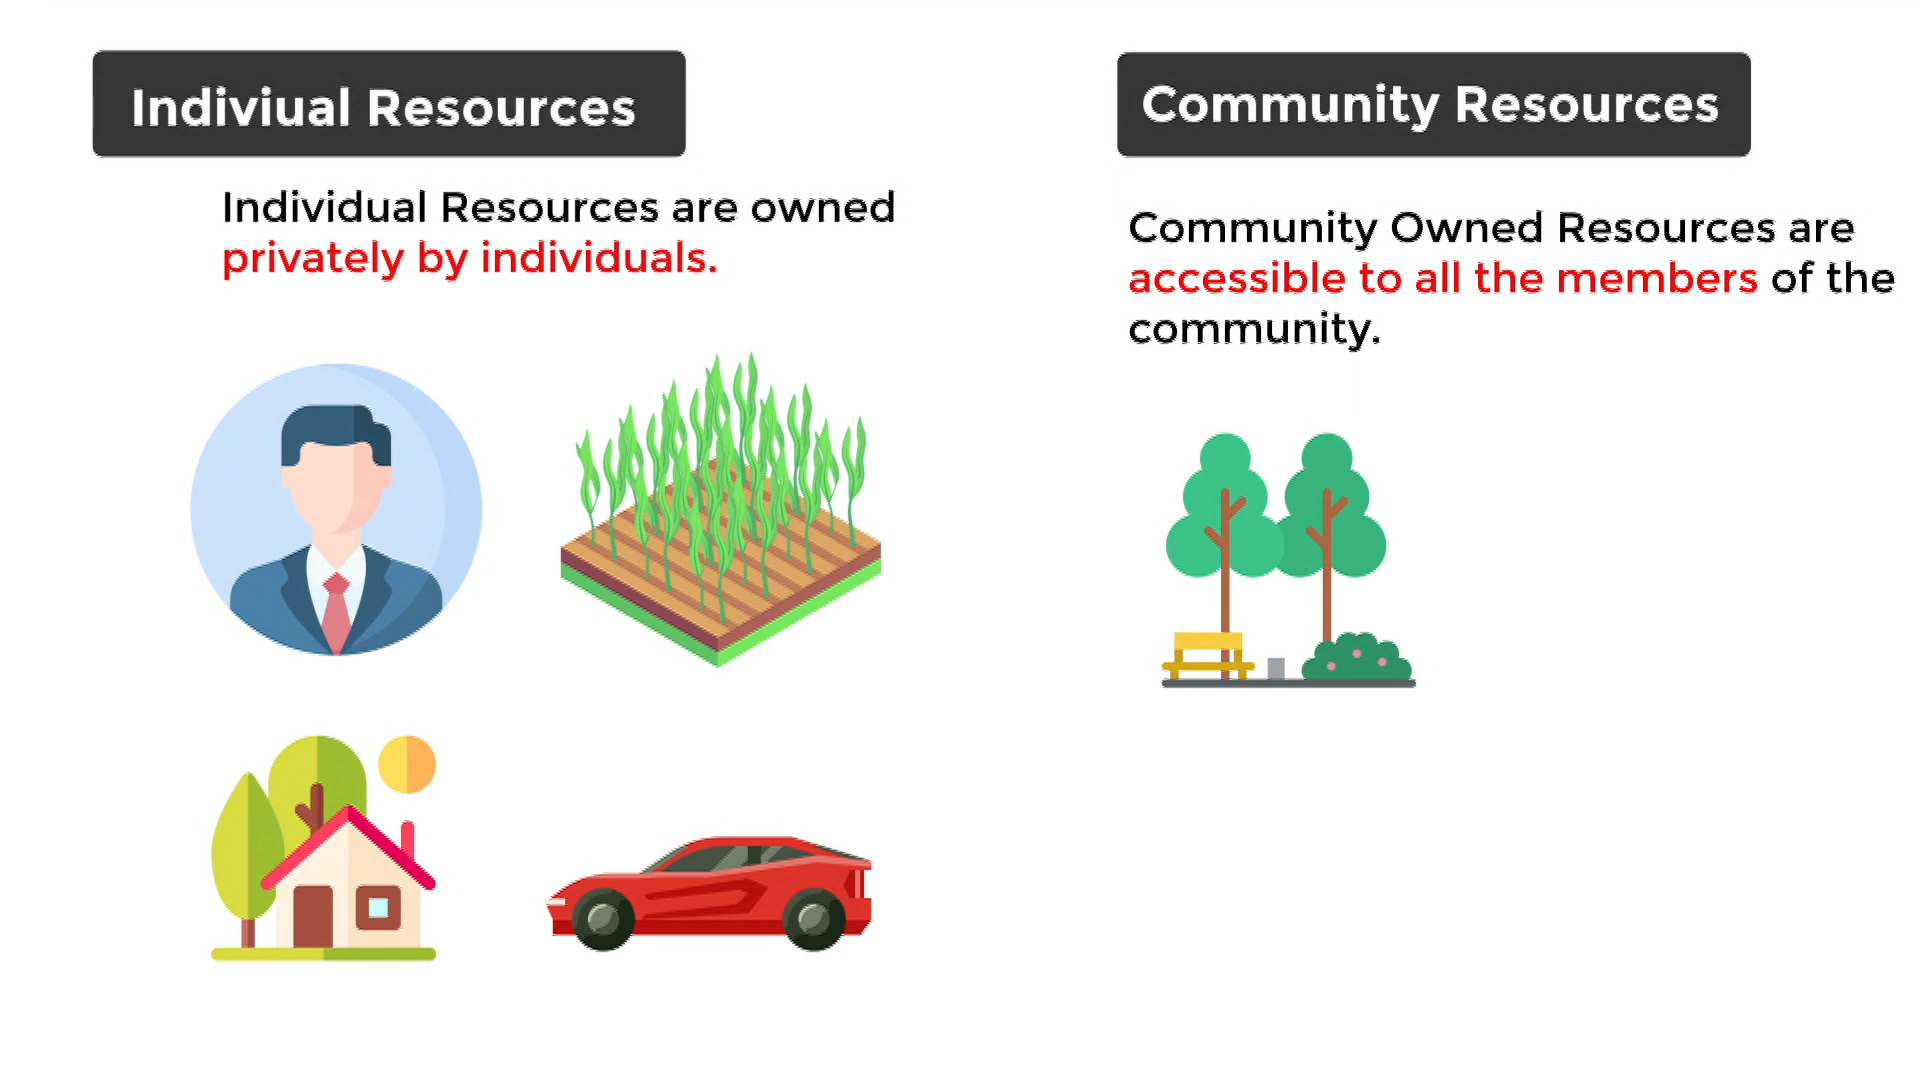 Indiviual Resources
Individual Resources are owned
privately by individuals.
Community Resources
Community Owned Resources are
accessible to all the members of the
community.